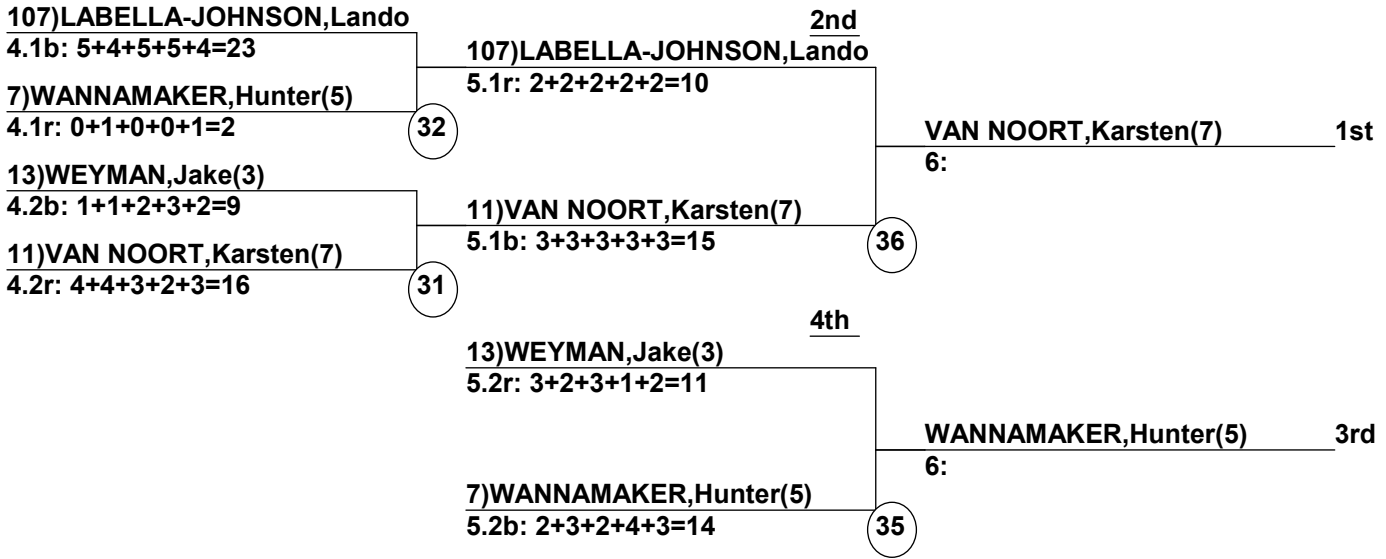 107)LABELLA-JOHNSON,Lando
4.1b: 5+4+5+5+4=23
7)WANNAMAKER,Hunter(5)
4.1r: 0+1+0+0+1=2
32
13)WEYMAN,Jake(3)
4.2b: 1+1+2+3+2=9
11)VAN NOORT,Karsten(7)
4.2r: 4+4+3+2+3=16
31
2nd
107)LABELLA-JOHNSON,Lando
5.1r: 2+2+2+2+2=10
11)VAN NOORT,Karsten(7)
5.1b: 3+3+3+3+3=15
36
VAN NOORT,Karsten(7) 1st
6:
4th
13)WEYMAN,Jake(3)
5.2r: 3+2+3+1+2=11
7)WANNAMAKER,Hunter(5)
5.2b: 2+3+2+4+3=14
35
WANNAMAKER,Hunter(5) 3rd
6: